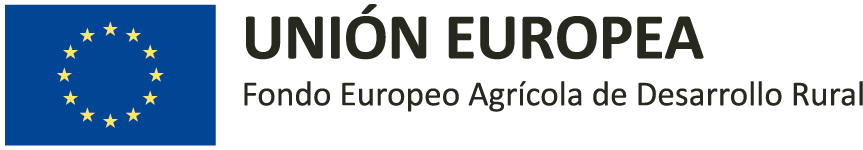 UNIÓN EUROPEA
Fondo Europeo Agrícola de Desarrollo Rural